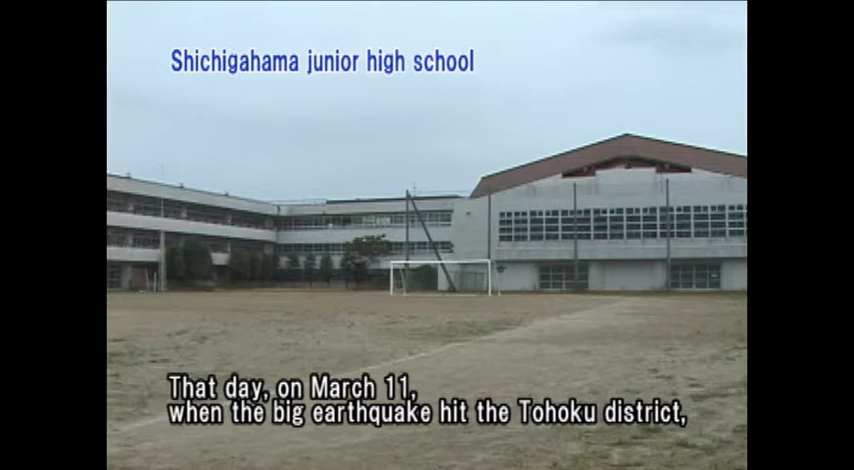 Shichigahama junior high school
That day, on March 11,
when the big earthquake hit the Tohoku district,